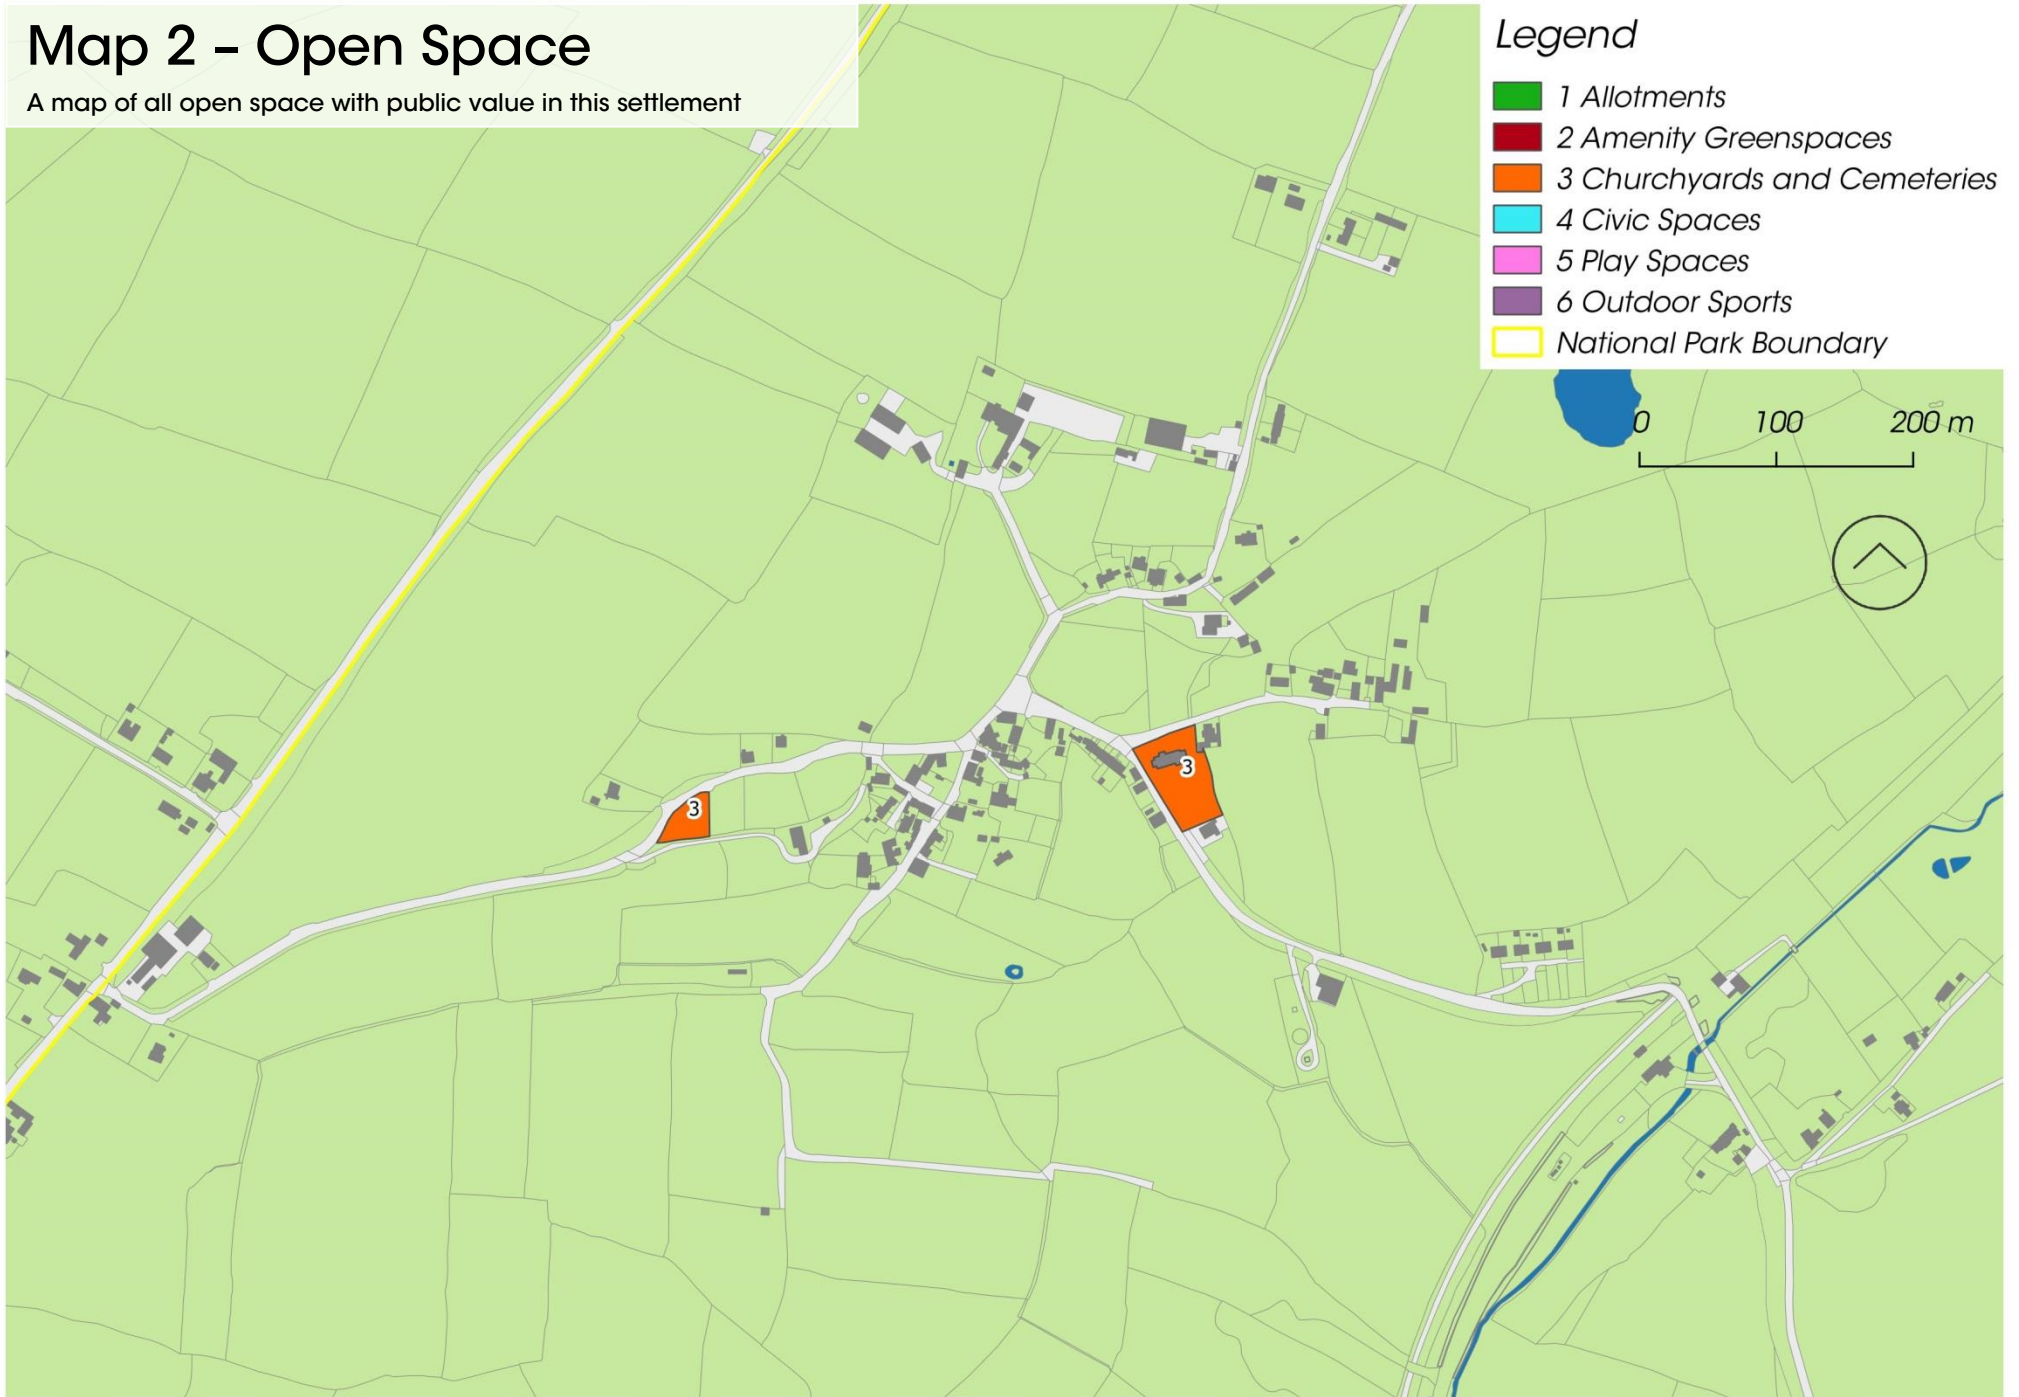 Map 2 – Open Space
A map of all open space with public value in this settlement
Legend
1 Allotments
2 Amenity Greenspaces
3 Churchyards and Cemeteries
4 Civic Spaces
5 Play Spaces
6 Outdoor Sports
National Park Boundary
0 100 200 m
3
3